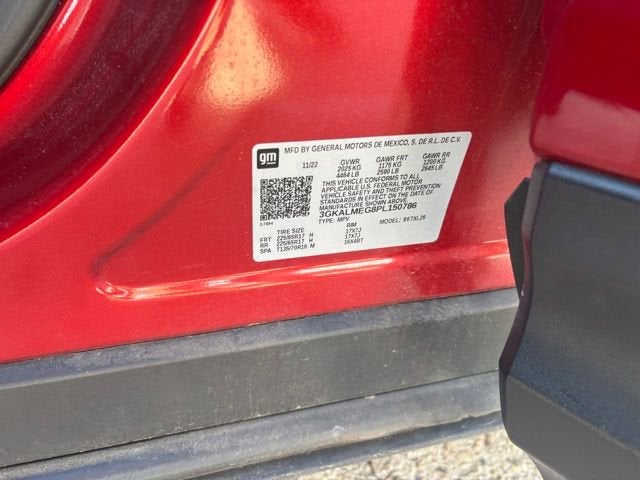 gm
MFD BY GENERAL MOTORS DE MEXICO, S. DE R.L. DE C.V.
11/22 GVWR GAWR FRT GAWR RR
2025 KG 1175 KG 1200 KG
4464 LB 2590 LB 2645 LB
THIS VEHICLE CONFORMS TO ALL
APPLICABLE U.S. FEDERAL MOTOR
VEHICLE SAFETY AND THEFT PREVENTION
STANDARDS IN EFFECT ON THE DATE OF
MANUFACTURE SHOWN ABOVE.
3GKALMEG8PL150786
TYPE: MPV MODEL:
TIRE SIZE RIM
FRT 225/65R17 H 17X7J
RR 225/65R17 H 17X7J
SPA T135/70R16 M 16X4BT